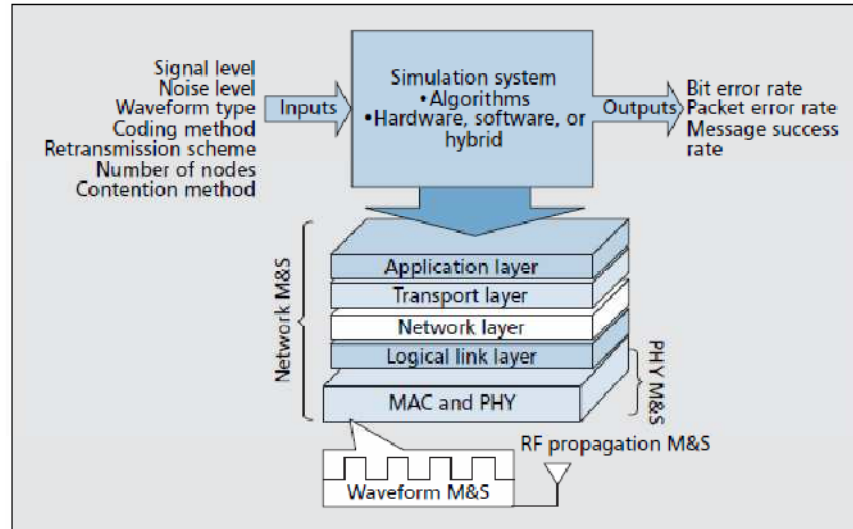 Signal level
Noise level
Waveform type
Coding method
Retransmission scheme
Number of nodes
Contention method
Inputs
Simulation system
•Algorithms
•Hardware, software, or
hybrid
Outputs
Bit error rate
Packet error rate
Message success
rate
Network M&S
Application layer
Transport layer
Network layer
Logical link layer
MAC and PHY
PHY M&S
RF propagation M&S
Waveform M&S